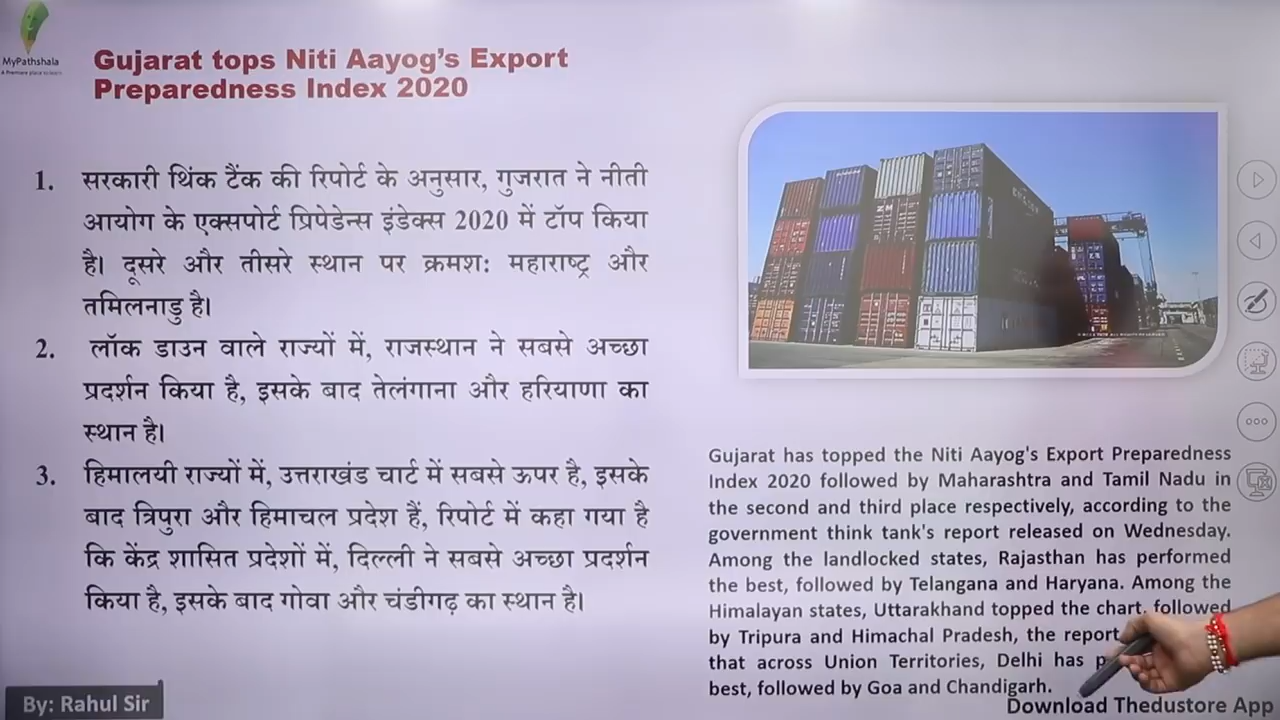 MyPathshala
Gujarat tops Niti Aayog's Export
Preparedness Index 2020
1. सरकारी थिंक टैंक की रिपोर्ट के अनुसार, गुजरात ने नीती
आयोग के एक्सपोर्ट प्रिपेडेन्स इंडेक्स 2020 में टॉप किया
है। दूसरे और तीसरे स्थान पर क्रमश: महाराष्ट्र और
तमिलनाडु है।
2. लॉक डाउन वाले राज्यों में, राजस्थान ने सबसे अच्छा
प्रदर्शन किया है, इसके बाद तेलंगाना और हरियाणा का
स्थान है।
3. हिमालयी राज्यों में, उत्तराखंड चार्ट में सबसे ऊपर है, इसके
बाद त्रिपुरा और हिमाचल प्रदेश हैं, रिपोर्ट में कहा गया है
कि केंद्र शासित प्रदेशों में, दिल्ली ने सबसे अच्छा प्रदर्शन
किया है, इसके बाद गोवा और चंडीगढ़ का स्थान है।
Gujarat has topped the Niti Aayog's Export Preparedness
Index 2020 followed by Maharashtra and Tamil Nadu in
the second and third place respectively, according to the
government think tank's report released on Wednesday.
Among the landlocked states, Rajasthan has performed
the best, followed by Telangana and Haryana. Among the
Himalayan states, Uttarakhand topped the chart, followed
by Tripura and Himachal Pradesh, the report
that across Union Territories, Delhi has
best, followed by Goa and Chandigarh.
By: Rahul Sir
Download Thedustore App